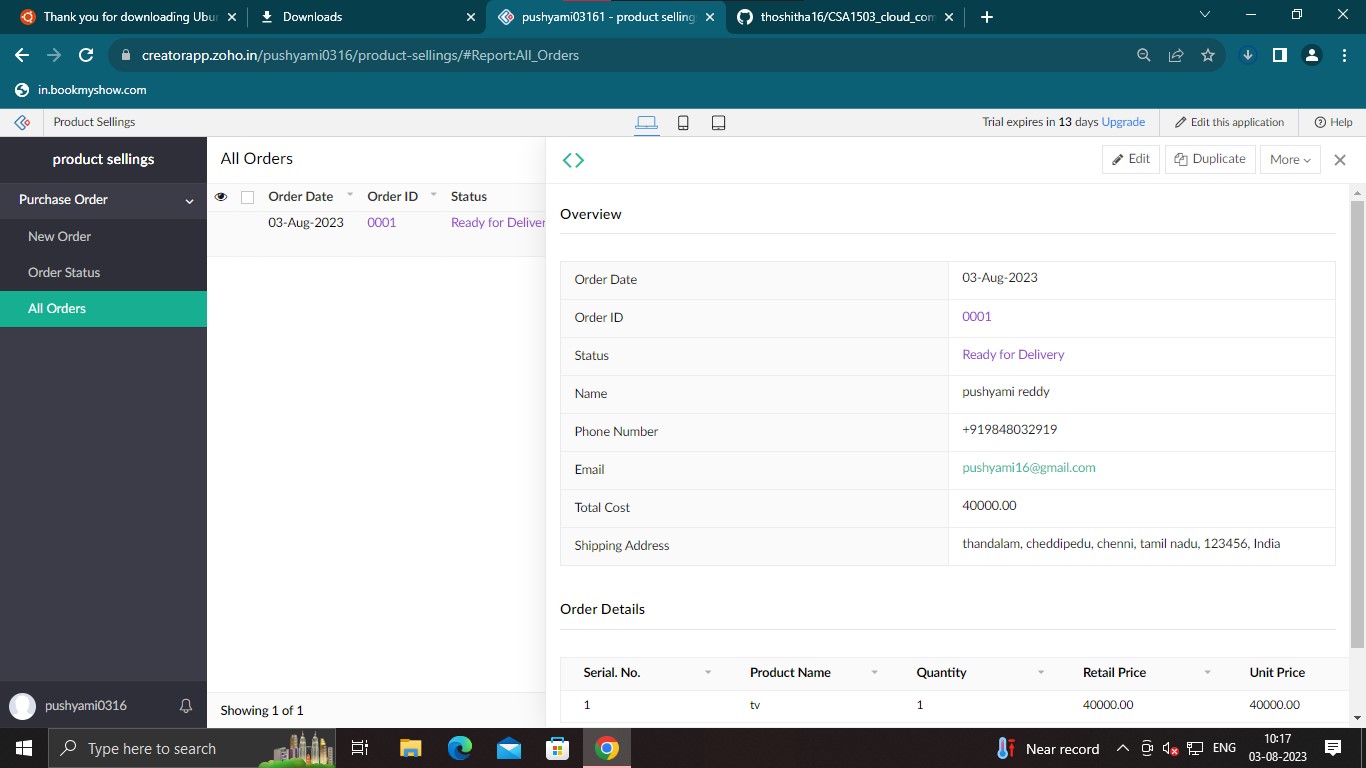 Thank you for downloading Ubu
Downloads
pushyami03161 - product selling
thoshitha16/CSA1503_cloud_com
creatorapp.zoho.in/pushyami0316/product-sellings/#Report:All_Orders
in.bookmyshow.com
Product Sellings
Trial expires in 13 days Upgrade
Edit this application
Help
product sellings
Purchase Order
New Order
Order Status
All Orders
pushyami0316
All Orders
Order Date Order ID Status
03-Aug-2023 0001 Ready for Deliver
Showing 1 of 1
Edit Duplicate More
Overview
Order Date 03-Aug-2023
Order ID 0001
Status Ready for Delivery
Name pushyami reddy
Phone Number +919848032919
Email pushyami16@gmail.com
Total Cost 40000.00
Shipping Address thandalam, cheddipedu, chenni, tamil nadu, 123456, India
Order Details
Serial. No. Product Name Quantity Retail Price Unit Price
1 tv 1 40000.00 40000.00
Type here to search
Near record
ENG
10:17
03-08-2023